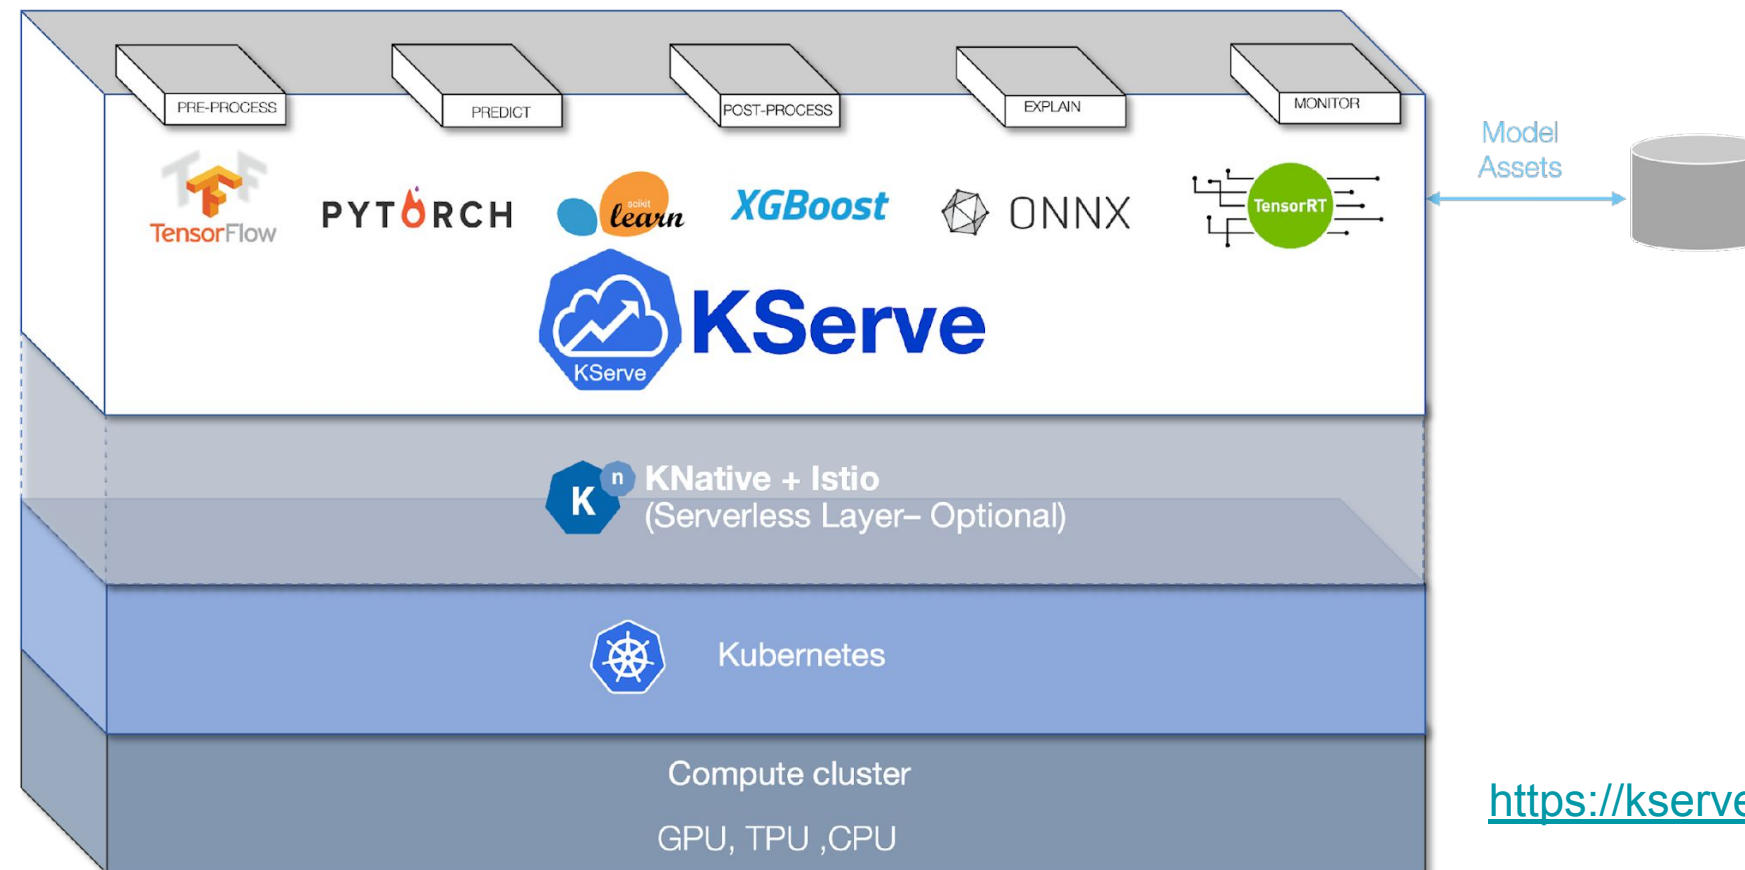 PRE-PROCESS
PREDICT
POST-PROCESS
EXPLAIN
MONITOR
Model
Assets
TensorFlow
PYTORCH
scikit
learn
XGBoost
ONNX
TensorRT
KServe
KServe
K n
KNative + Istio
(Serverless Layer– Optional)
Kubernetes
Compute cluster
GPU, TPU ,CPU
https://kserve